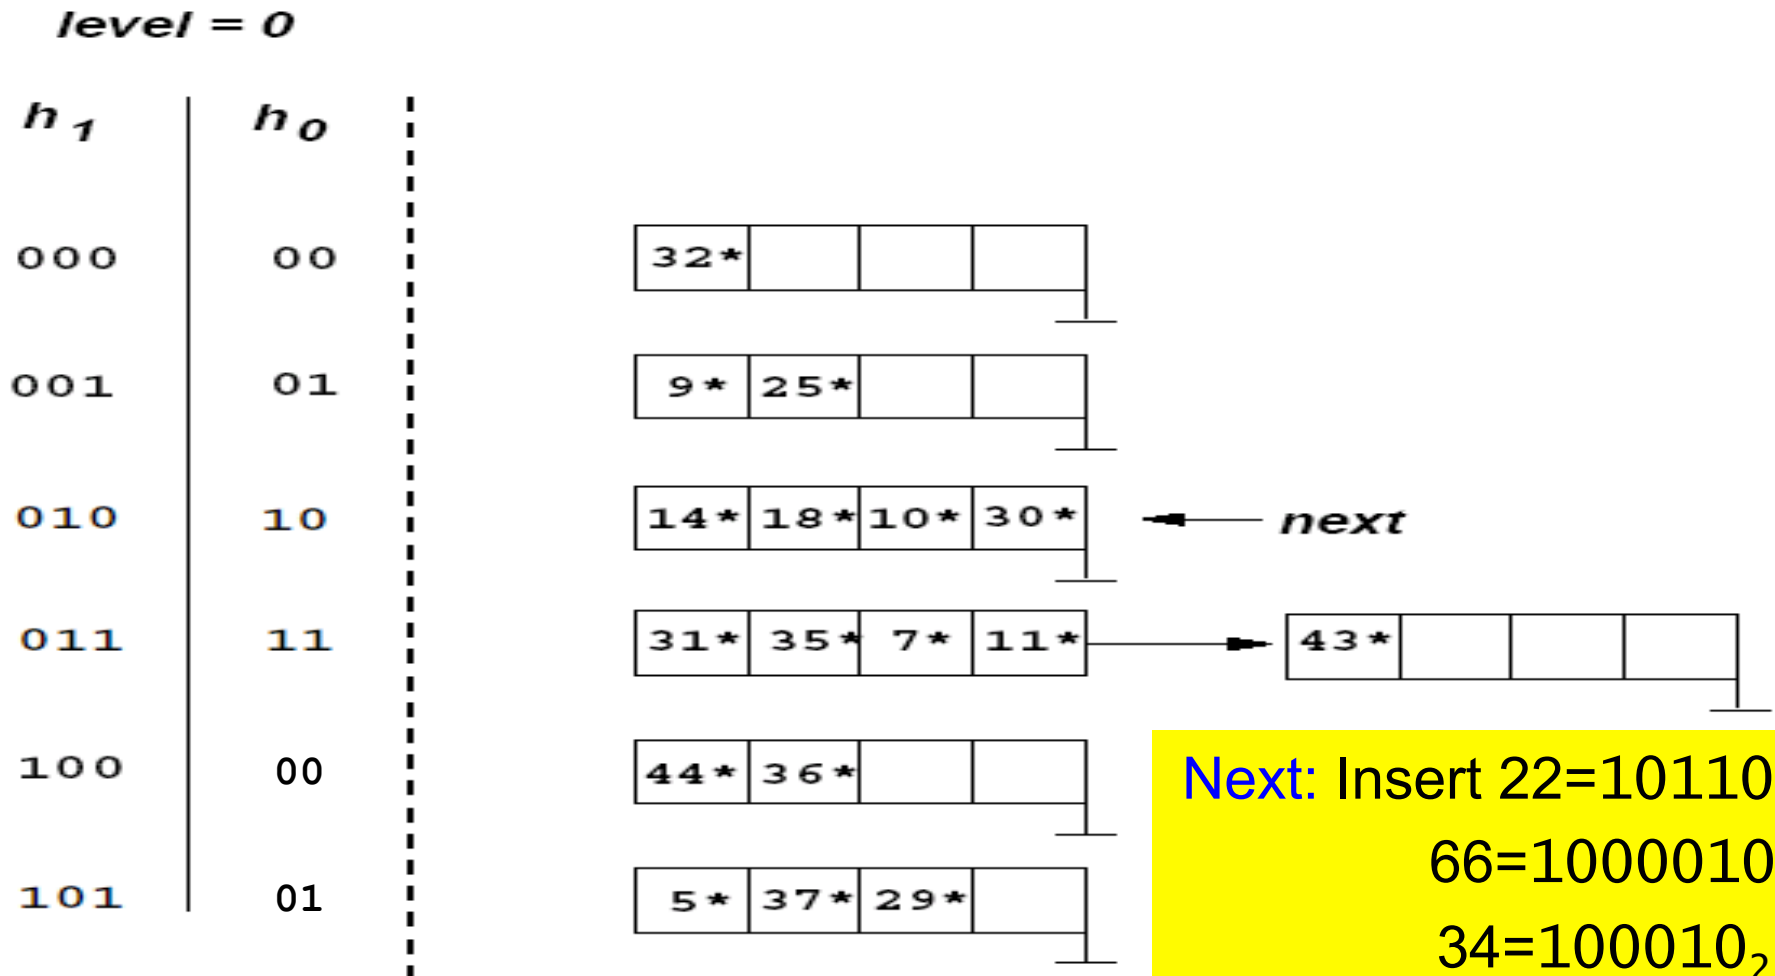 level = 0
h1 h0
000 00 32*
001 01 9* 25*
010 10 14* 18* 10* 30* next
011 11 31* 35* 7* 11* 43*
100 00 44* 36*
Next: Insert 22=10110
66=1000010
101 01 5* 37* 29*
34=100010₂